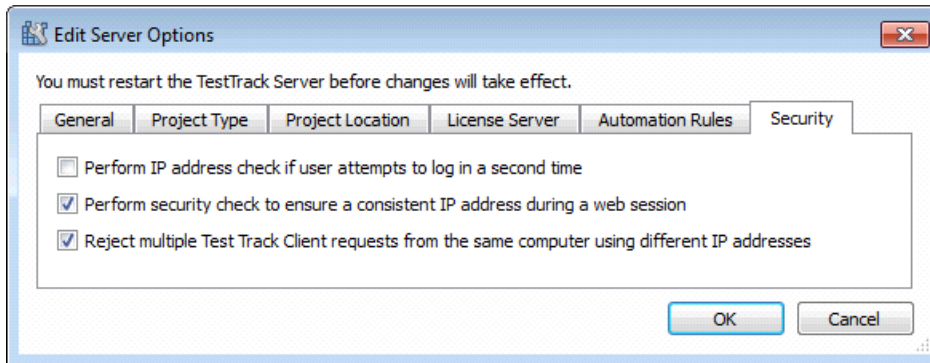 Edit Server Options
You must restart the TestTrack Server before changes will take effect.
General Project Type Project Location License Server Automation Rules Security
Perform IP address check if user attempts to log in a second time
Perform security check to ensure a consistent IP address during a web session
Reject multiple Test Track Client requests from the same computer using different IP addresses
OK Cancel